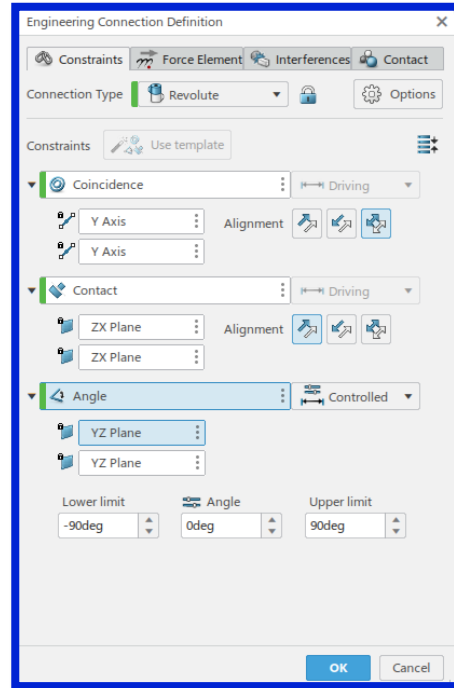 Engineering Connection Definition
Constraints Force Element Interferences Contact
Connection Type Revolute Options
Constraints Use template
Coincidence Driving
Y Axis Alignment
Y Axis
Contact Driving
ZX Plane Alignment
ZX Plane
Angle Controlled
YZ Plane
YZ Plane
Lower limit Angle Upper limit
-90deg 0deg 90deg
OK Cancel